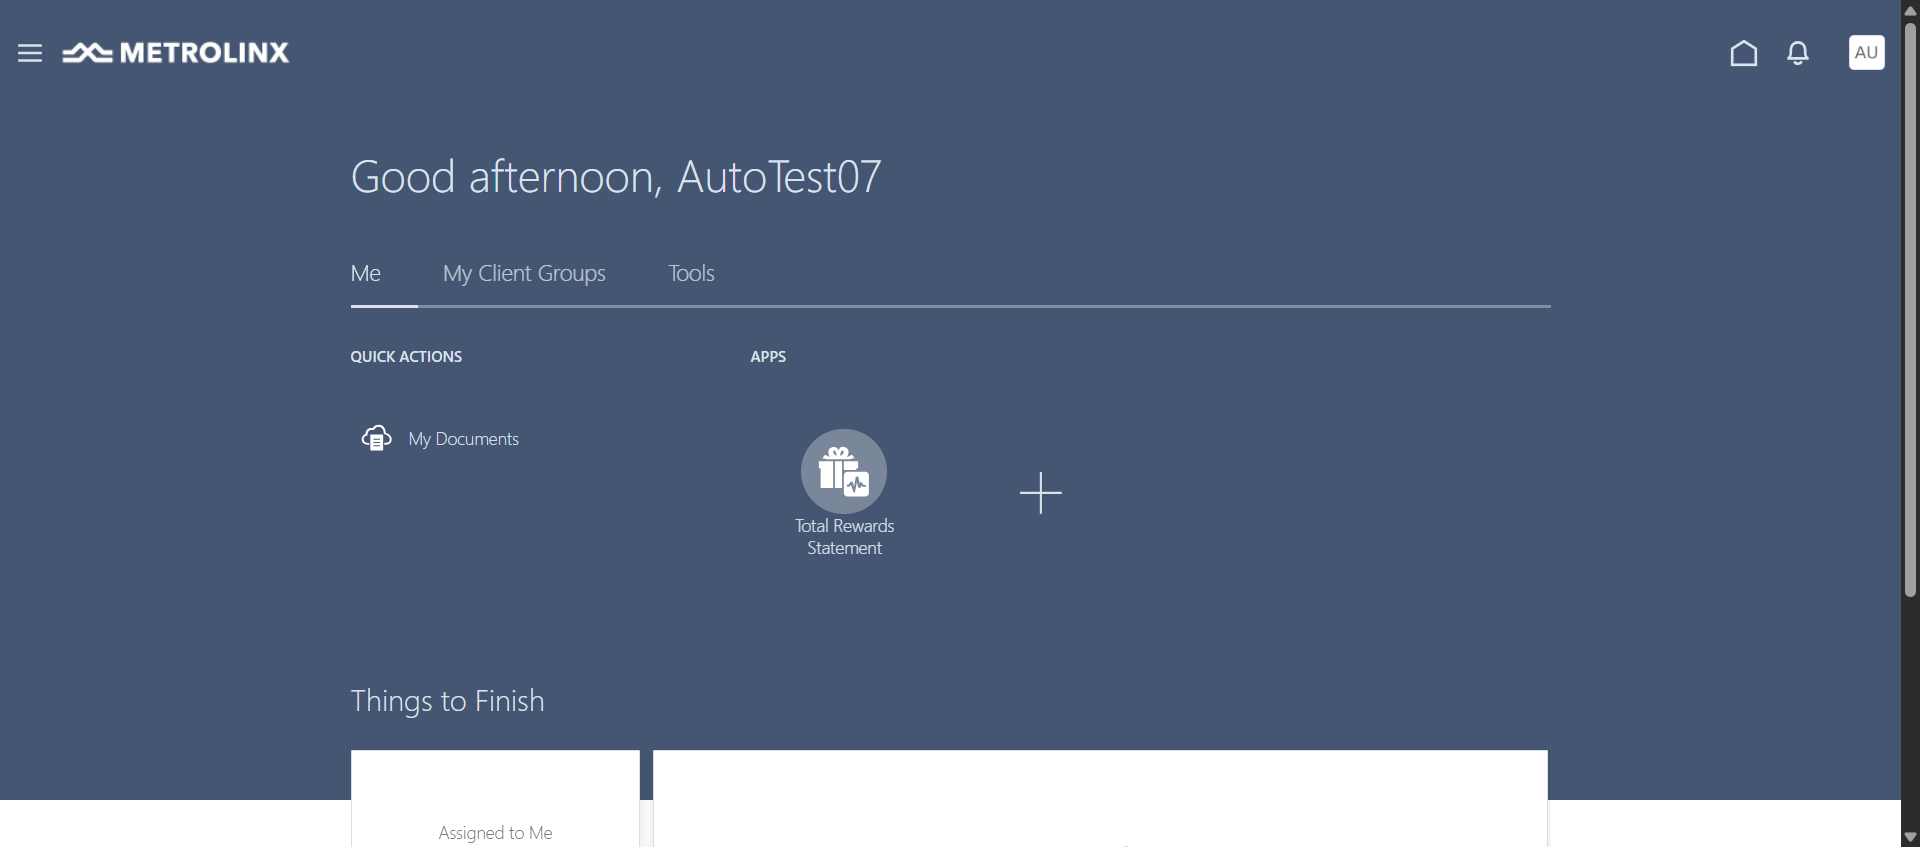 METROLINX
AU
Good afternoon, AutoTest07
Me
My Client Groups
Tools
QUICK ACTIONS
APPS
My Documents
Total Rewards
Statement
Things to Finish
Assigned to Me